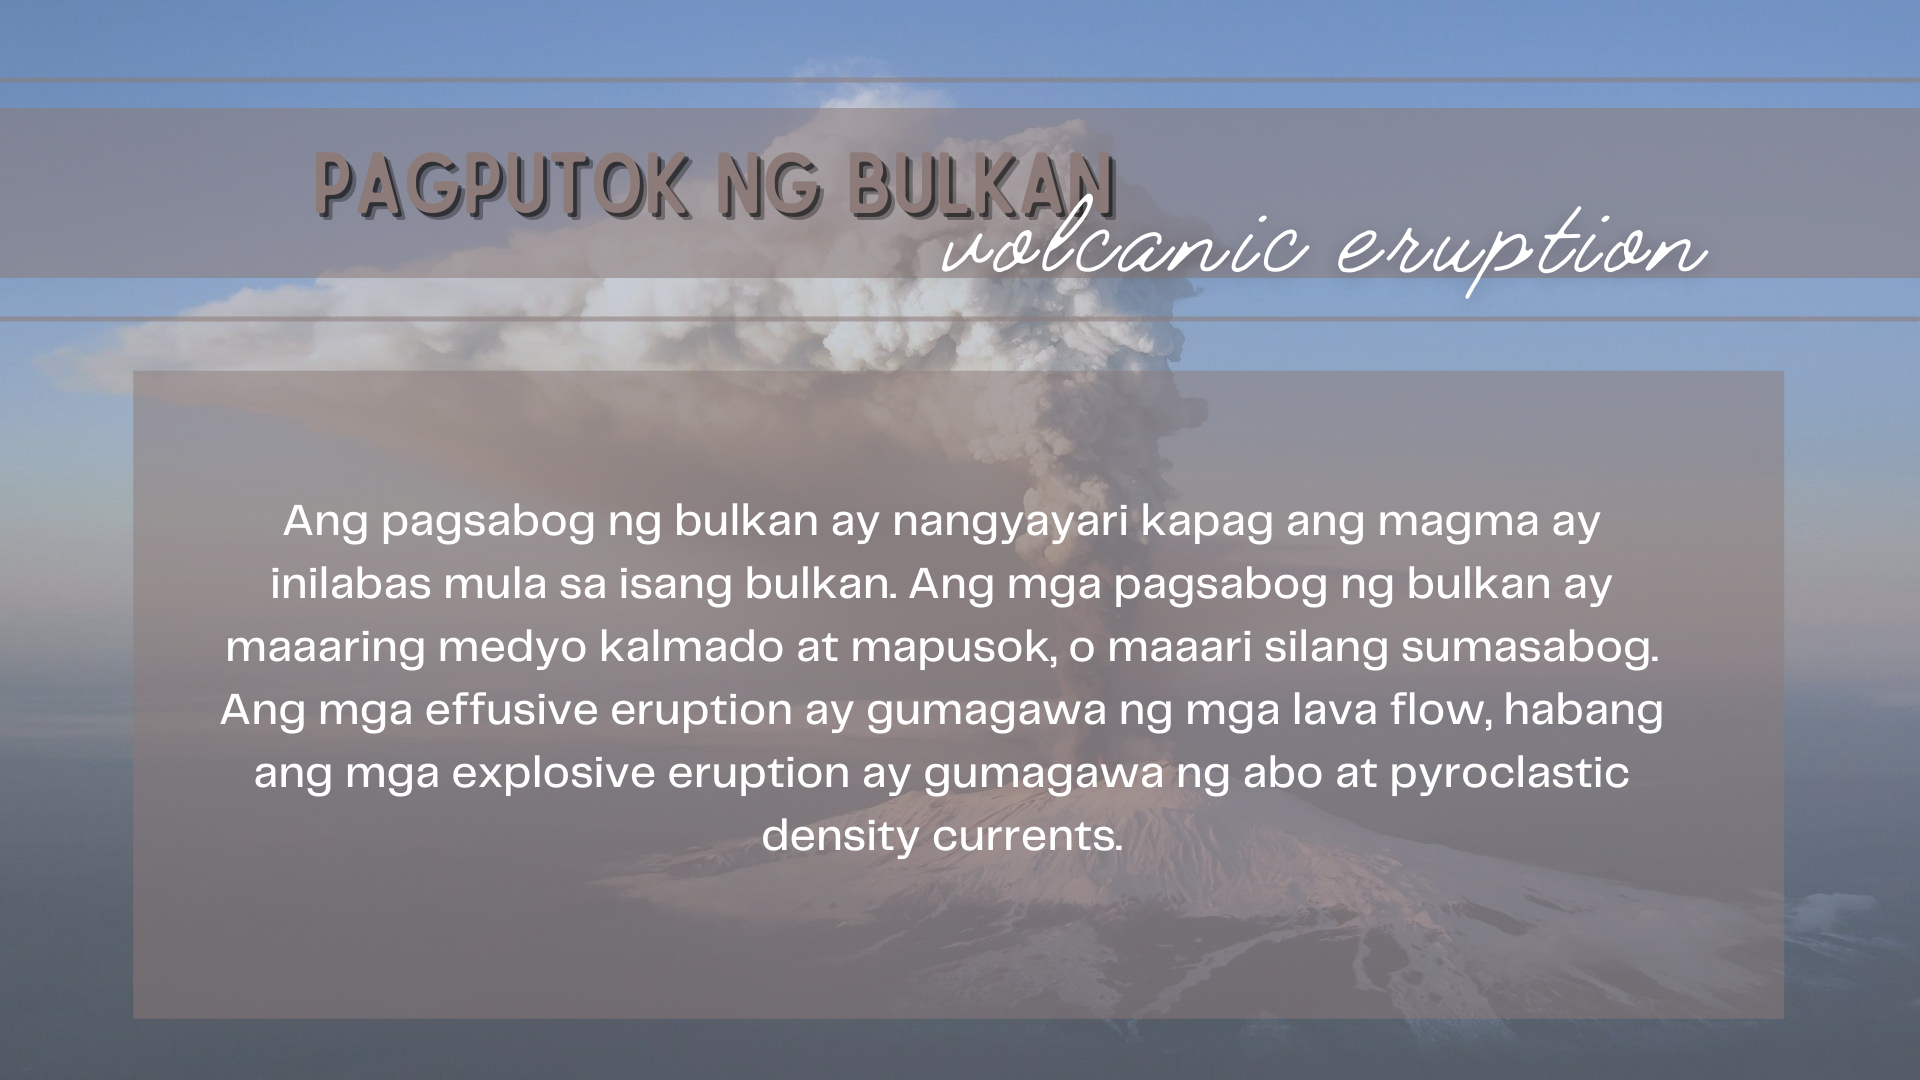 PAGPUTOK NG BULKAN
volcanic eruption
Ang pagsabog ng bulkan ay nangyayari kapag ang magma ay
inilabas mula sa isang bulkan. Ang mga pagsabog ng bulkan ay
maaaring medyo kalmado at mapusok, o maaari silang sumasabog.
Ang mga effusive eruption ay gumagawa ng mga lava flow, habang
ang mga explosive eruption ay gumagawa ng abo at pyroclastic
density currents.